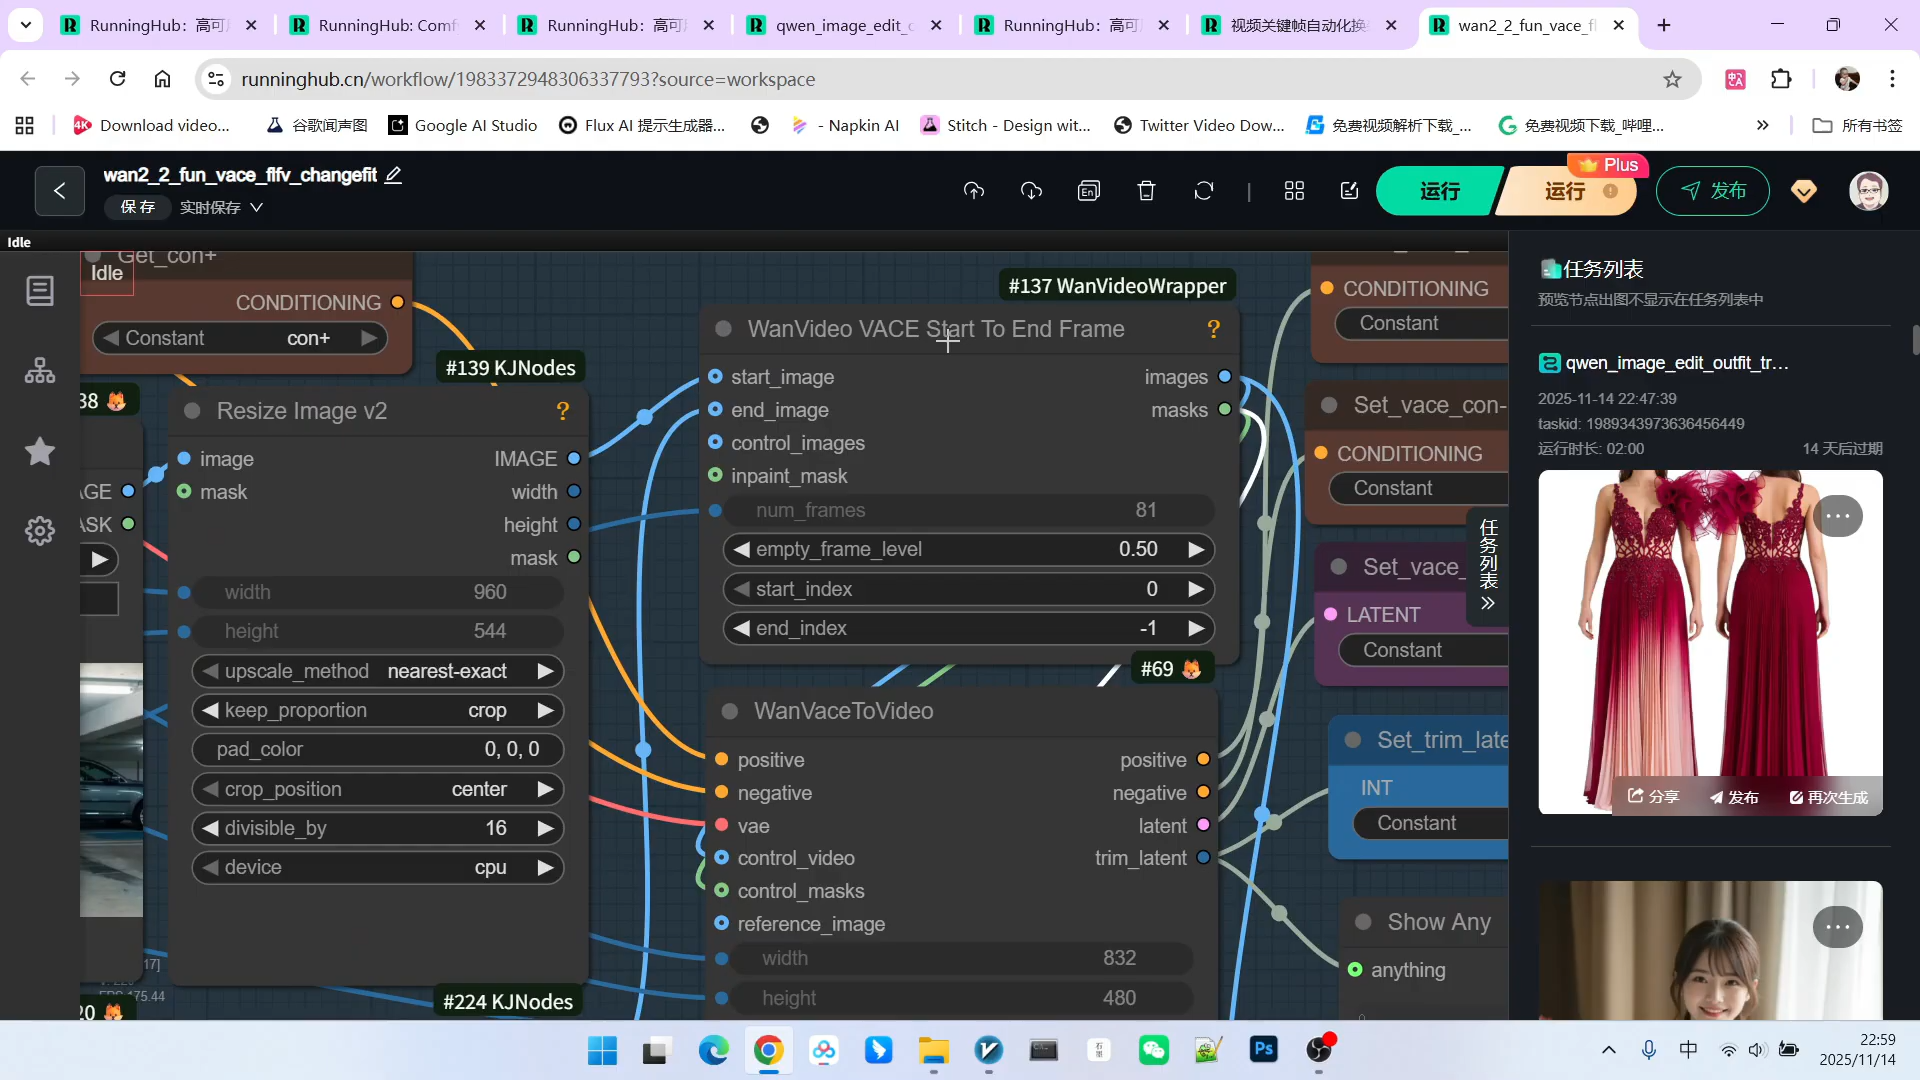 RunningHub：高可
RunningHub: Comf
RunningHub：高可
qwen_image_edit_
RunningHub：高可
视频关键帧自动化换
wan2_2_fun_vace_fl
runninghub.cn/workflow/1983372948306337793?source=workspace
Download video...
谷歌闻声图
Google AI Studio
Flux AI 提示生成器...
- Napkin AI
Stitch - Design wit...
Twitter Video Dow...
免费视频解析下载_...
免费视频下载_哔哩...
所有书签
wan2_2_fun_vace_flfv_changefit
保存
实时保存
En
运行
运行
Plus
发布
Idle
Get_con+
Idle
CONDITIONING
Constant con+
#139 KJNodes
38
Resize Image v2 ?
image IMAGE
mask width
height
mask
width 960
height 544
upscale_method nearest-exact
keep_proportion crop
pad_color 0, 0, 0
crop_position center
divisible_by 16
device cpu
#224 KJNodes
#137 WanVideoWrapper
WanVideo VACE Start To End Frame ?
start_image images
end_image masks
control_images
inpaint_mask
num_frames 81
empty_frame_level 0.50
start_index 0
end_index -1
#69
WanVaceToVideo
positive positive
negative negative
vae latent
control_video trim_latent
control_masks
reference_image
width 832
height 480
CONDITIONING
Constant
Set_vace_con-
CONDITIONING
Constant
Set_vace_
LATENT
Constant
Set_trim_late
INT
Constant
Show Any
anything
任务列表
任务列表
预览节点出图不显示在任务列表中
qwen_image_edit_outfit_tr...
2025-11-14 22:47:39
taskid: 1989343973636456449
运行时长: 02:00 14 天后过期
分享 发布 再次生成
Ps
中
22:59
2025/11/14